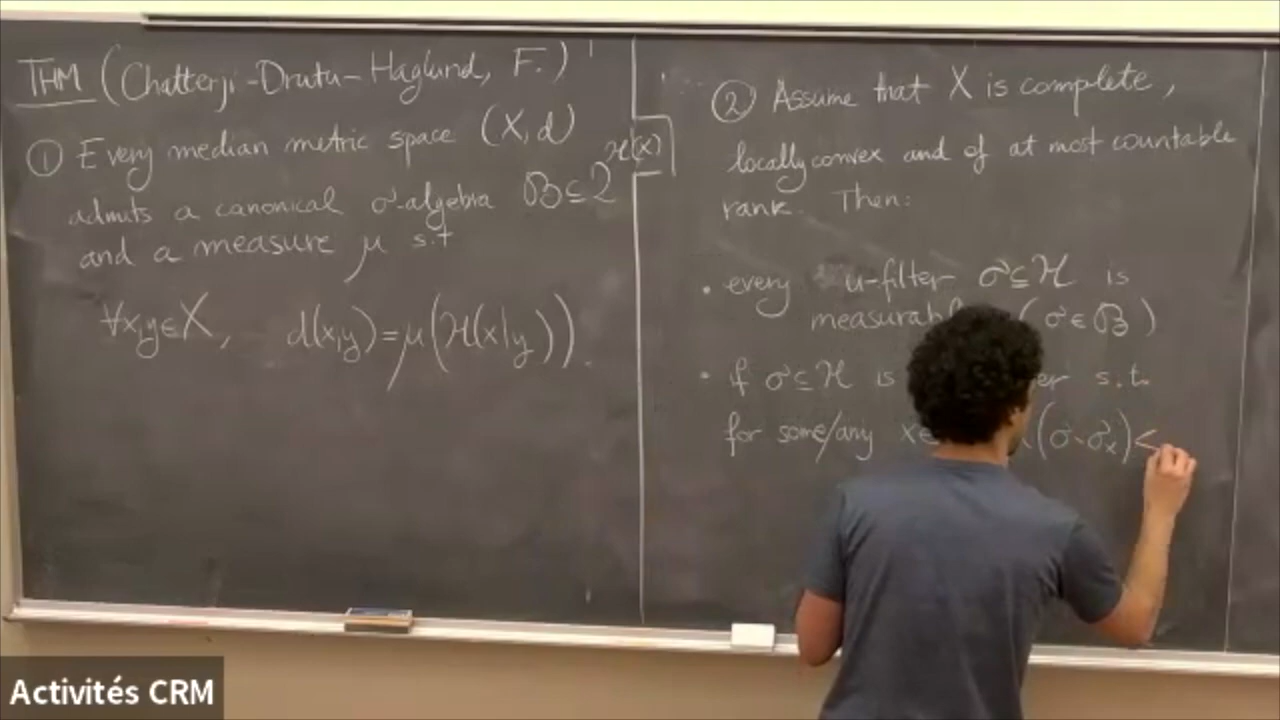 THM (Chatterji-Drutu-Haglund, F.)
① Every median metric space (X,d)
admits a canonical σ-algebra ℬ⊆2^ℋ(X)
and a measure μ s.t
∀x,y∈X, d(x,y)=μ(ℋ(x|y)).
② Assume that X is complete,
locally convex and of at most countable
rank. Then:
• every u-filter σ⊆ℋ is
(σ∈ℬ)
• if σ⊆ℋ is s.t.
for some/any (σ∖σₓ)<
Activités CRM